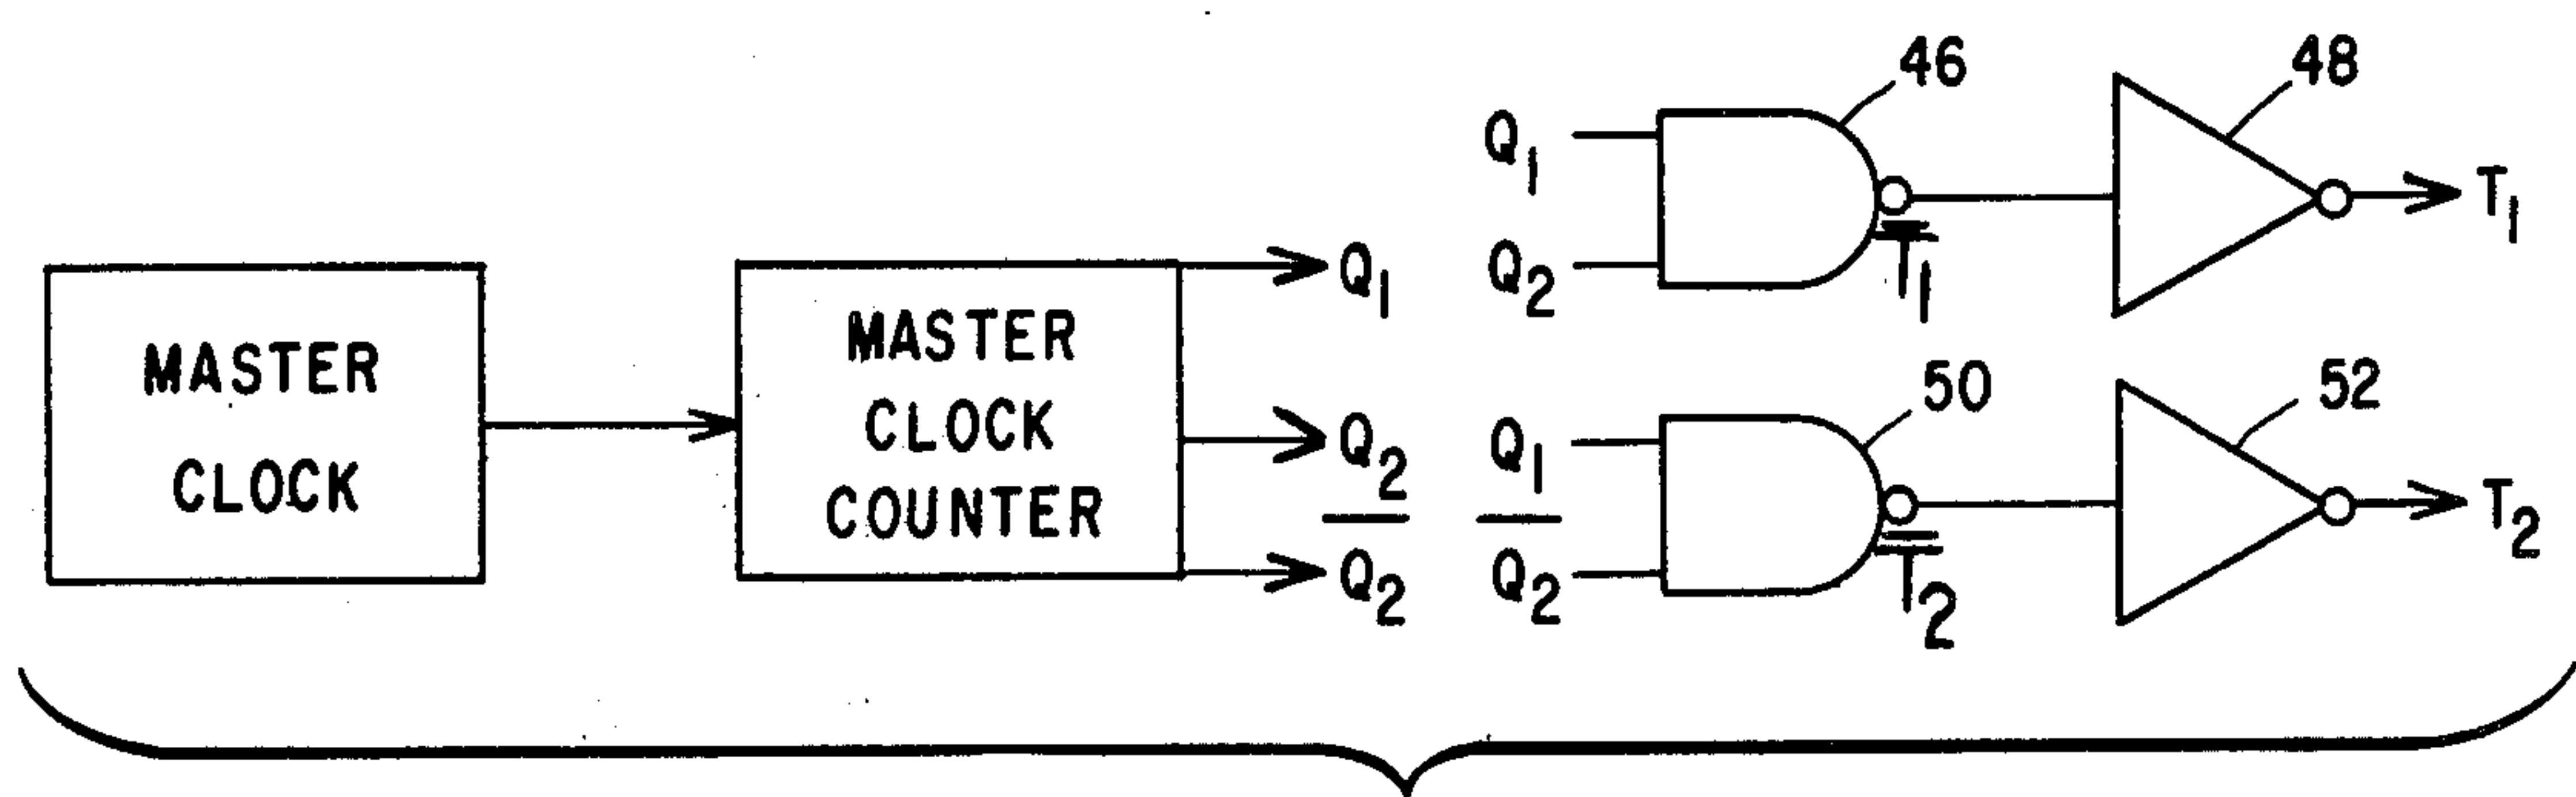 MASTER
CLOCK
MASTER
CLOCK
COUNTER
Q₁
Q₂
Q̅₂
Q₁
Q₂
46
T̅₁
48
T₁
Q₁
Q̅₂
50
T̅₂
52
T₂